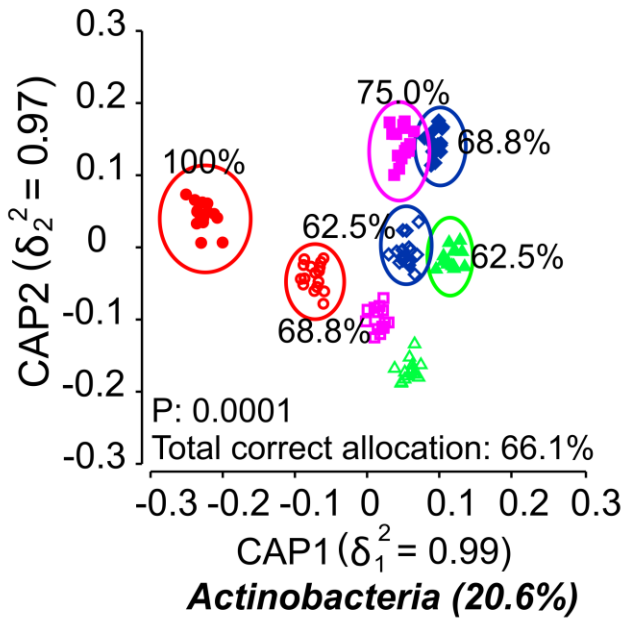 0.3
0.2
0.1
0
-0.1
-0.2
-0.3
CAP2 (δ₂² = 0.97)
75.0%
68.8%
100%
62.5%
62.5%
68.8%
P: 0.0001
Total correct allocation: 66.1%
-0.3 -0.2 -0.1 0 0.1 0.2 0.3
CAP1 (δ₁² = 0.99)
Actinobacteria (20.6%)